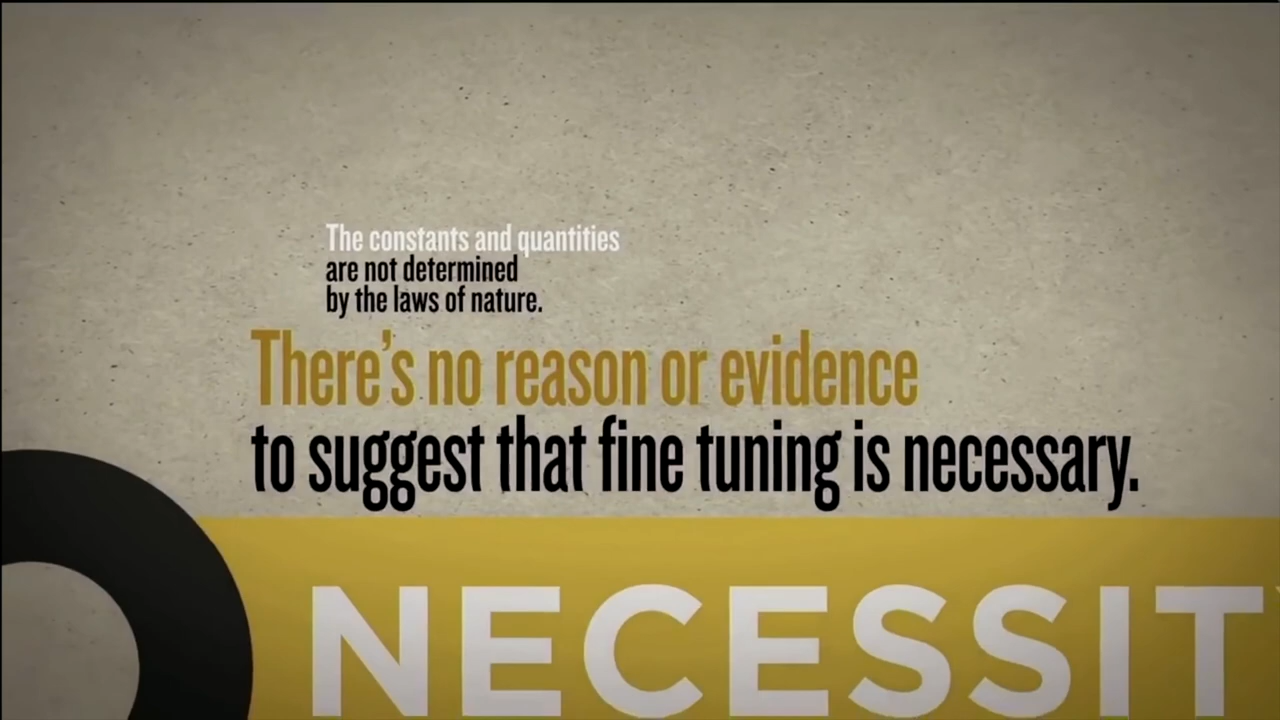 The constants and quantities
are not determined
by the laws of nature.
There's no reason or evidence
to suggest that fine tuning is necessary.
NECESSIT